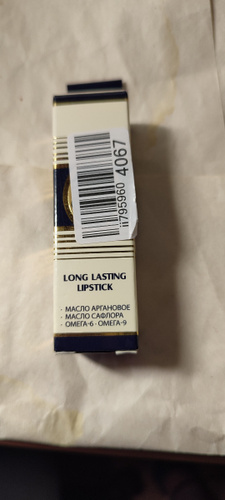 ii795960 4067
LONG LASTING
LIPSTICK
· МАСЛО АРГАНОВОЕ
· МАСЛО САФЛОРА
· ОМЕГА-6 · ОМЕГА-9